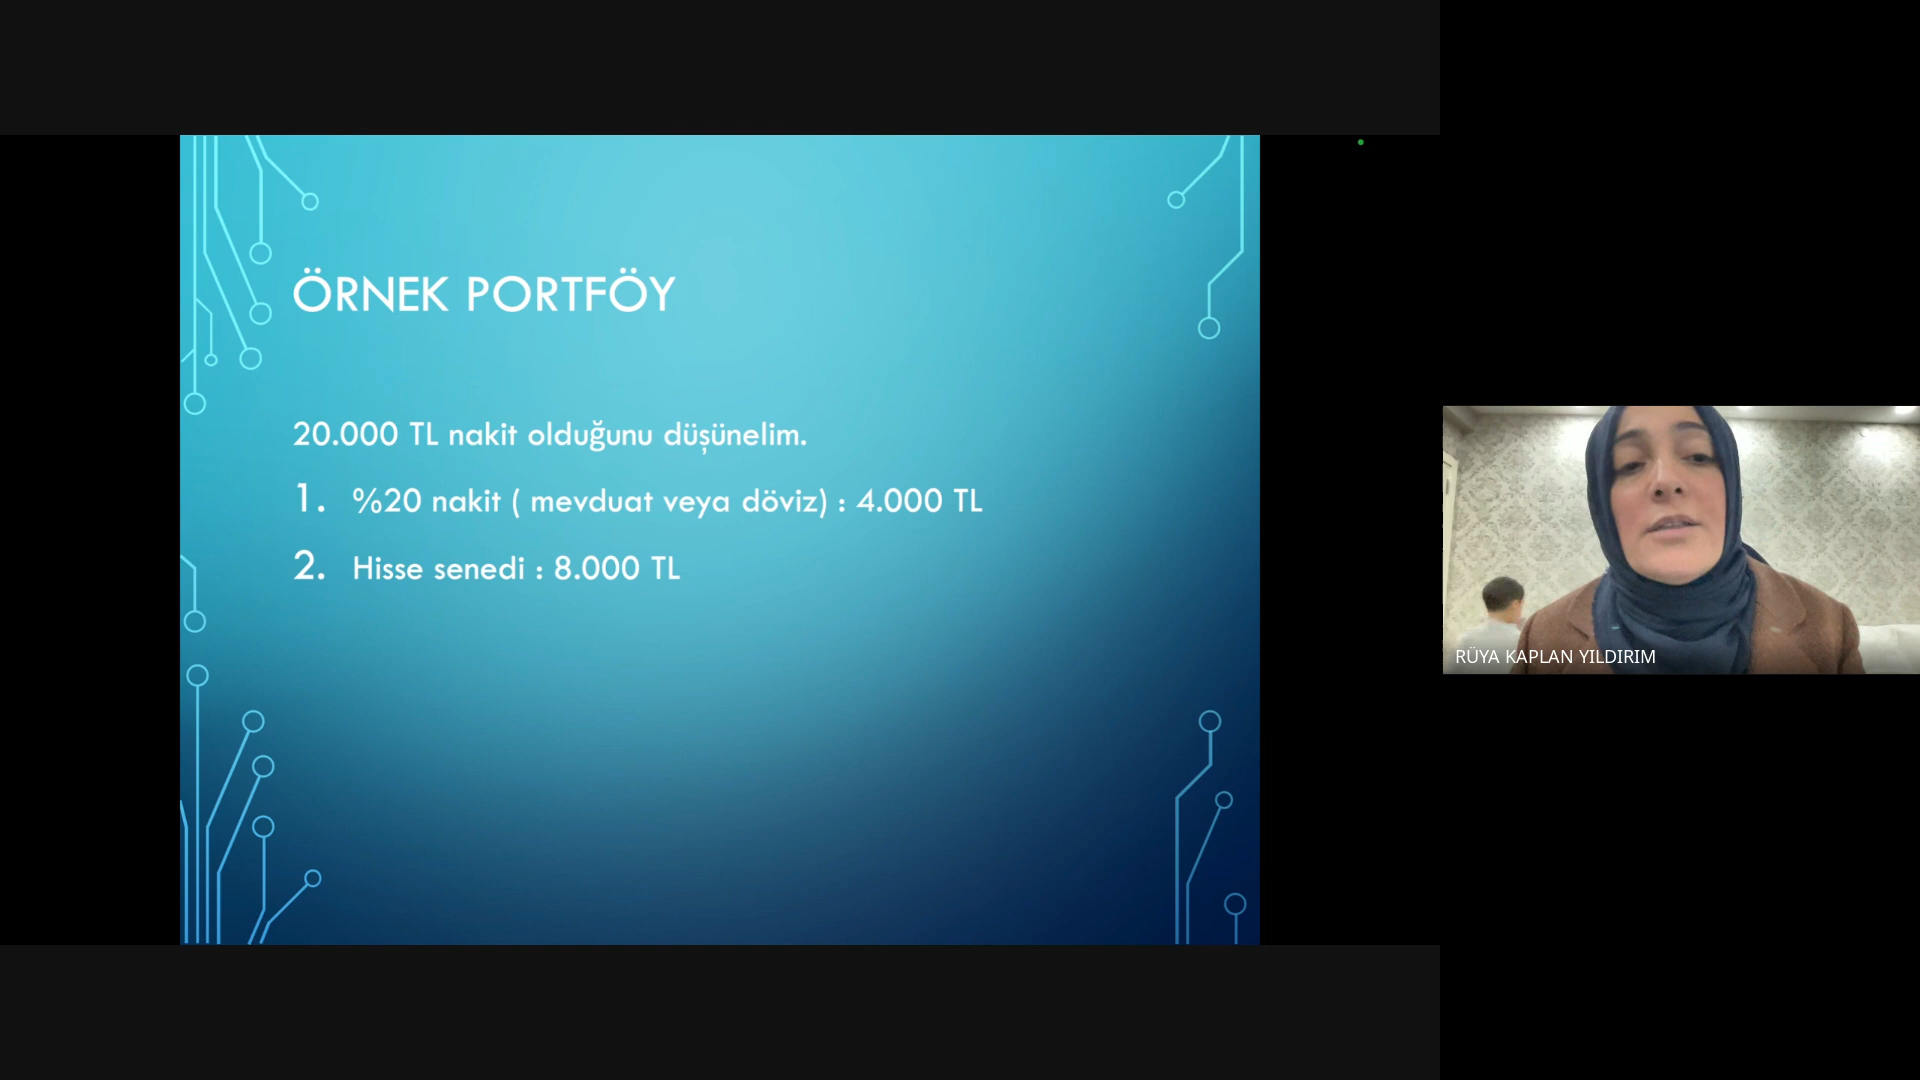 ÖRNEK PORTFÖY
20.000 TL nakit olduğunu düşünelim.
1. %20 nakit ( mevduat veya döviz) : 4.000 TL
2. Hisse senedi : 8.000 TL
RÜYA KAPLAN YILDIRIM